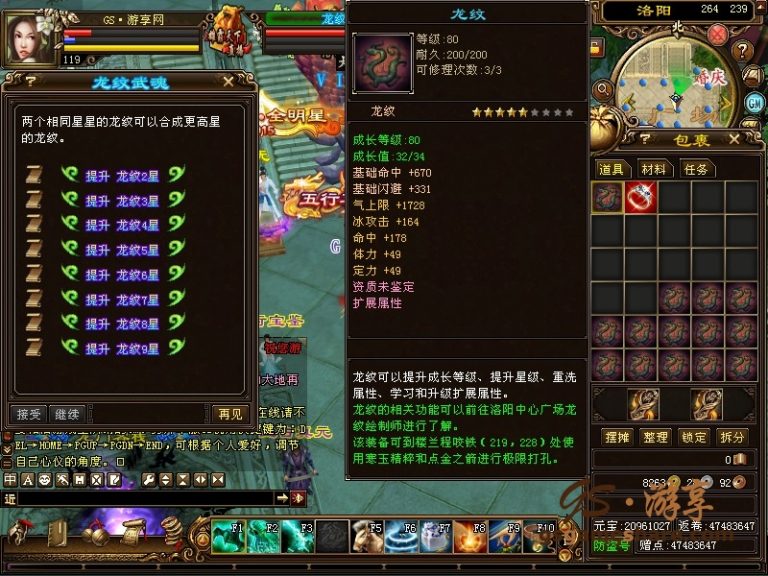 GS·游享网
119
龙纹武魂
两个相同星星的龙纹可以合成更高星
的龙纹。
提升 龙纹2星
提升 龙纹3星
提升 龙纹4星
提升 龙纹5星
提升 龙纹6星
提升 龙纹7星
提升 龙纹8星
提升 龙纹9星
接受
继续
再见
全明星
龙纹
等级:80
耐久:200/200
可修理次数:3/3
龙纹
成长等级:80
成长值:32/34
基础命中 +670
基础闪避 +331
气上限 +1728
冰攻击 +164
命中 +178
体力 +49
定力 +49
资质未鉴定
扩展属性
龙纹可以提升成长等级、提升星级、重洗
属性、学习和升级扩展属性。
龙纹的相关功能可以前往洛阳中心广场龙
纹绘制师进行了解。
该装备可到楼兰程咬铁（219，228）处使
用寒玉精粹和点金之箭进行极限打孔。
洛阳
264 239
北
婚庆
GM
包裹
道具
材料
任务
摆摊
整理
锁定
拆分
0
元宝:20961027
返卷:47483647
防盗号
赠点:47483647
EL→HOME→PGUP→PGDN→END,可根据个人爱好,调节
自己心仪的角度。
近
F1
F2
F3
F5
F6
F7
F8
F9
F10
GS·游享